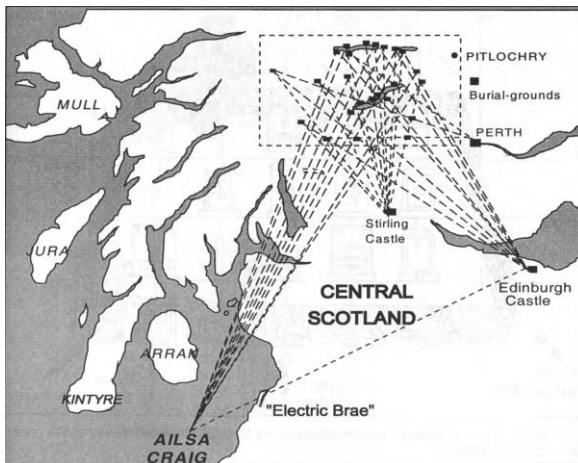 PITLOCHRY
MULL
Burial-grounds
PERTH
Stirling
Castle
JURA
Edinburgh
Castle
CENTRAL
SCOTLAND
ARRAN
KINTYRE
"Electric Brae"
AILSA
CRAIG